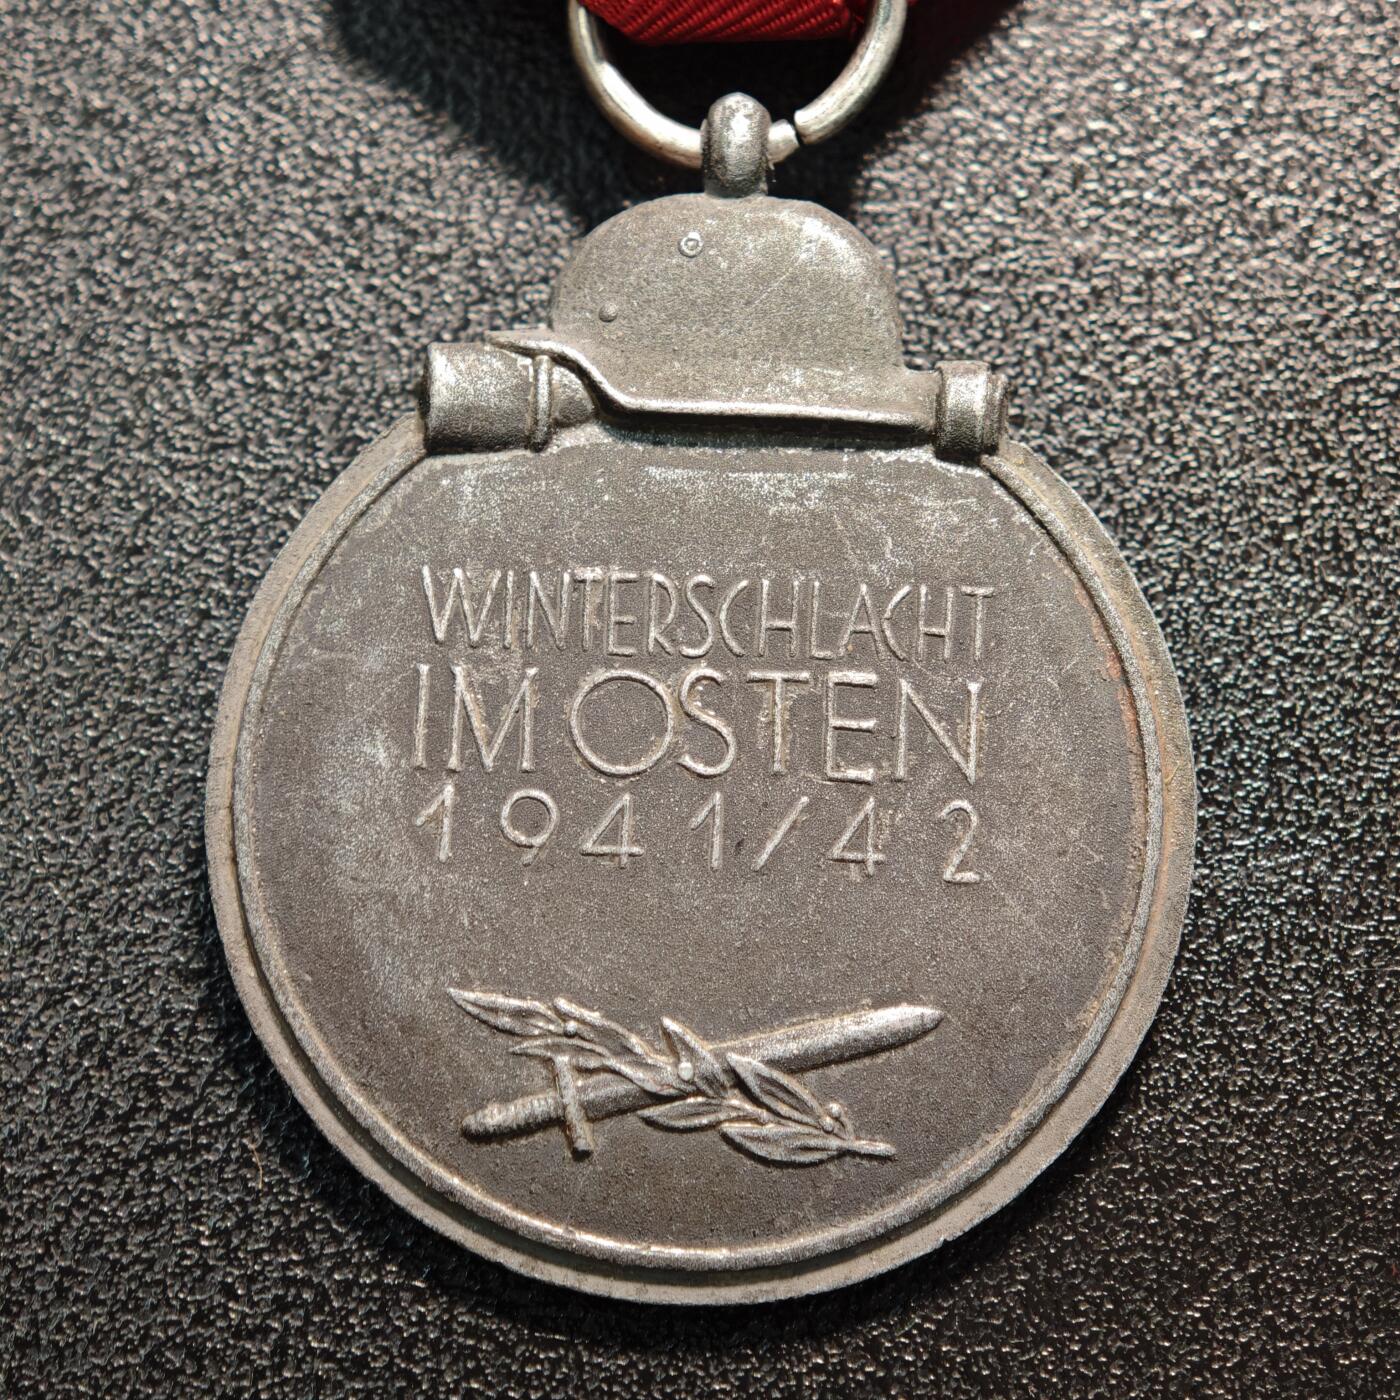 WINTERSCHLACHT
IM OSTEN
1941/42